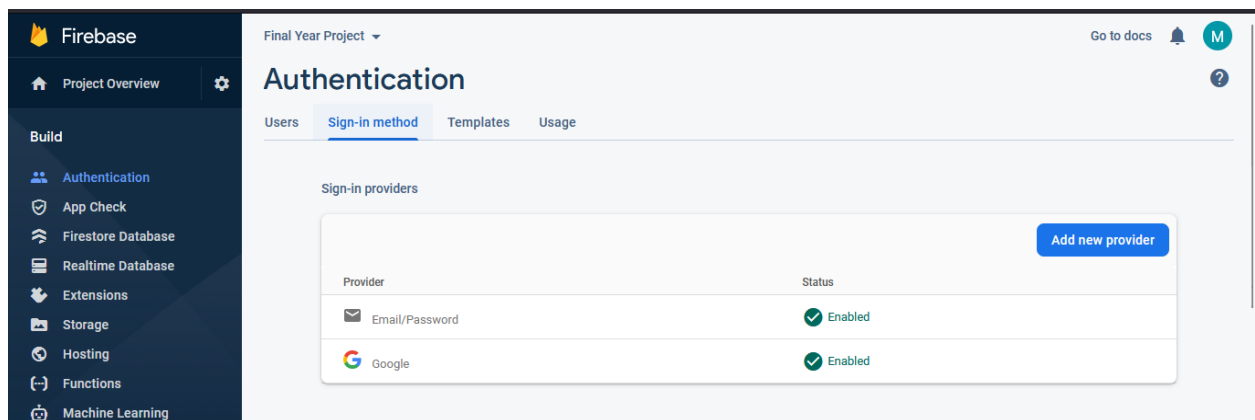 Firebase
Project Overview
Build
Authentication
App Check
Firestore Database
Realtime Database
Extensions
Storage
Hosting
Functions
Machine Learning
Final Year Project
Go to docs
M
Authentication
?
Users
Sign-in method
Templates
Usage
Sign-in providers
Add new provider
Provider
Status
Email/Password
Enabled
Google
Enabled